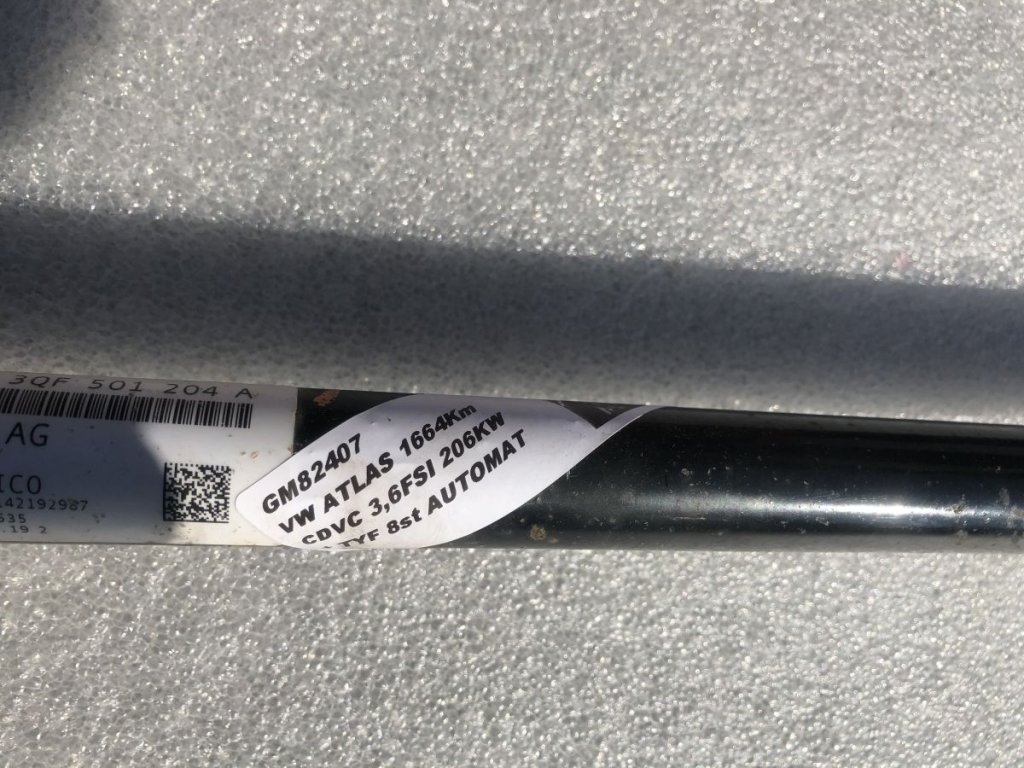 3QF 501 204 A
AG
ICO
142192987
535
19 2
GM82407
VW ATLAS 1664Km
CDVC 3,6FSI 206KW
TYF 8st AUTOMAT